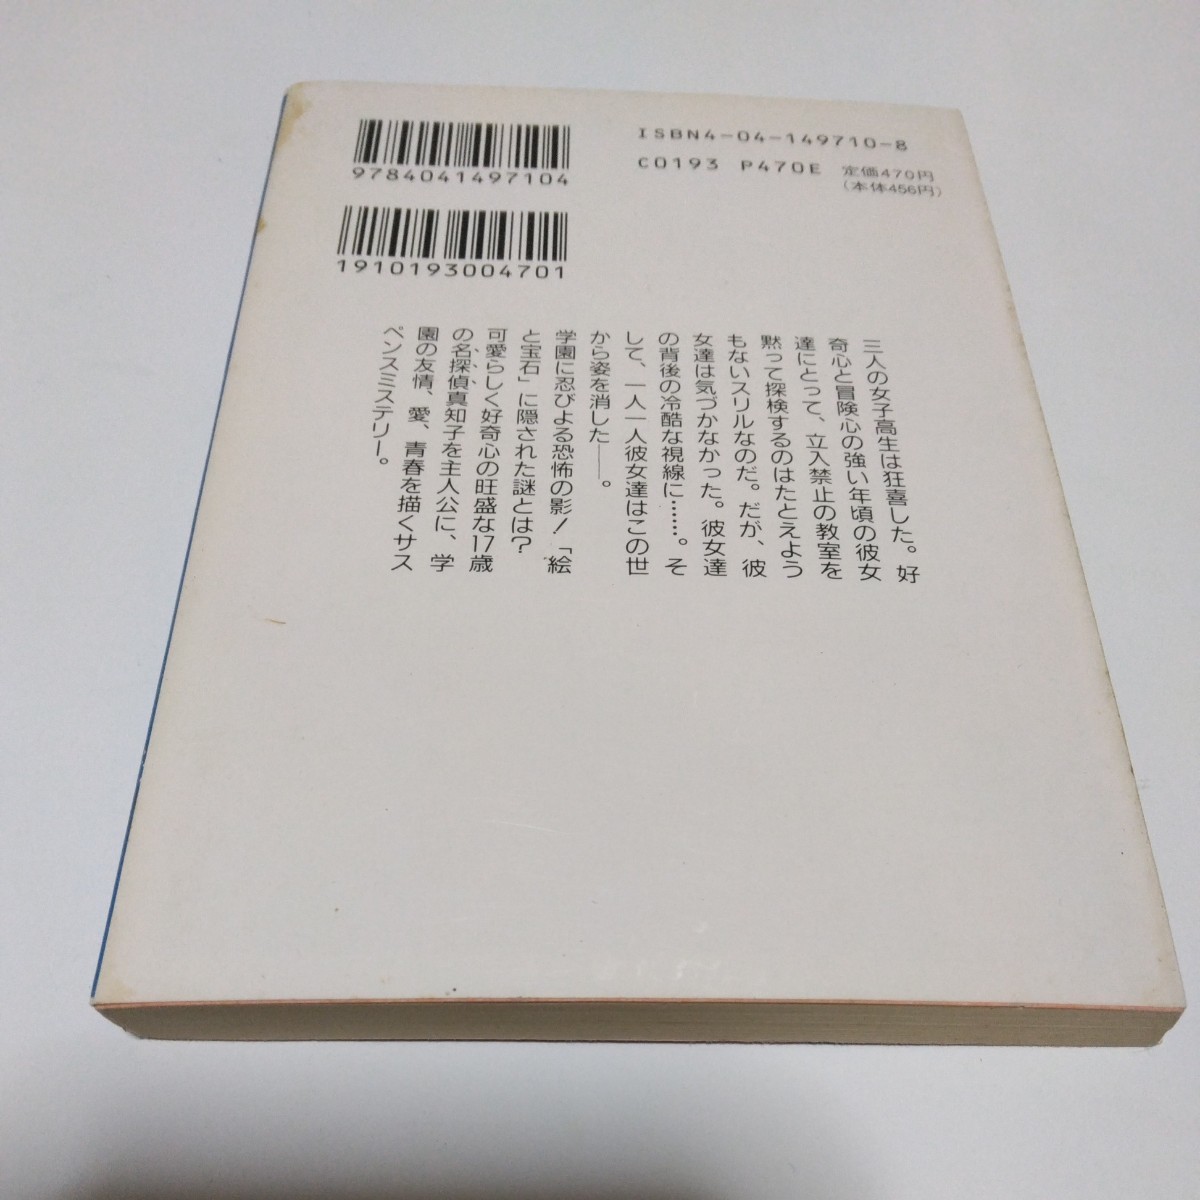 9784041497104
1910193004701
ISBN4-04-149710-8
C0193 P470E 定価470円
(本体456円)
三人の女子高生は狂喜した。好
奇心と冒険心の強い年頃の彼女
達にとって、立入禁止の教室を
黙って探検するのはたとえよう
もないスリルなのだ。だが、彼
女達は気づかなかった。彼女達
の背後の冷酷な視線に……。そ
して、一人一人彼女達はこの世
から姿を消した――。
学園に忍びよる恐怖の影!「絵
と宝石」に隠された謎とは?
可愛らしく好奇心の旺盛な17歳
の名探偵真知子を主人公に、学
園の友情、愛、青春を描くサス
ペンスミステリー。